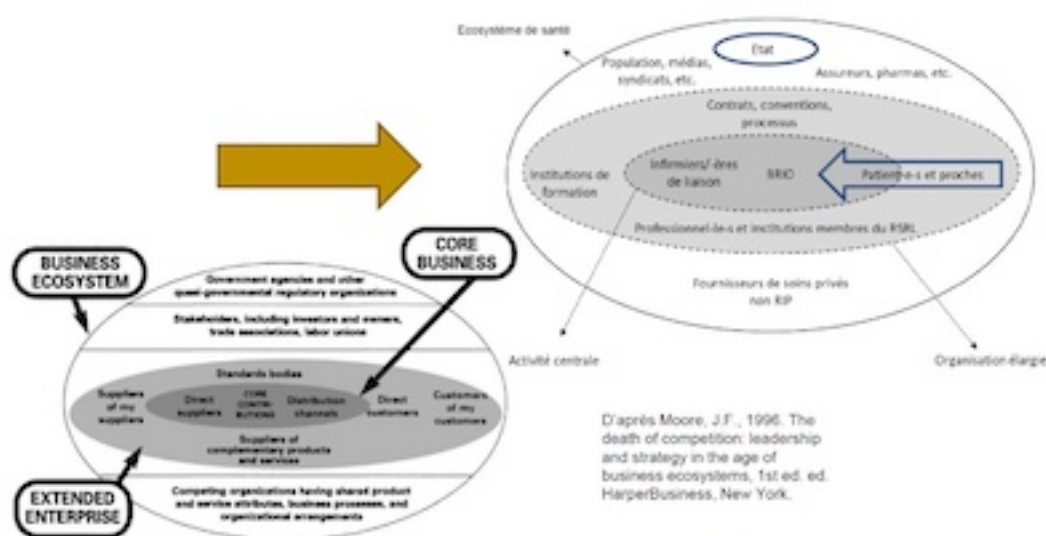 Ecosystème de santé
Etat
Population, médias,
syndicats, etc.
Assureurs, pharmas, etc.
Contrats, conventions,
processus
Institutions de
formation
Infirmiers/-ères
de liaison
BRIO
Patient-e-s et proches
Professionnel-le-s et institutions membres du RSRL
Fournisseurs de soins privés
non RIP
Activité centrale
Organisation élargie
BUSINESS
ECOSYSTEM
CORE
BUSINESS
Government agencies and other
quasi-governmental regulatory organizations
Stakeholders, including investors and owners,
trade associations, labor unions
Standards bodies
Suppliers
of my
suppliers
Direct
suppliers
CORE
CONTRI-
BUTIONS
Distribution
channels
Direct
customers
Customers
of my
customers
Suppliers of
complementary products
and services
EXTENDED
ENTERPRISE
Competing organizations having shared product
and service attributes, business processes, and
organizational arrangements
D'après Moore, J.F., 1996. The
death of competition: leadership
and strategy in the age of
business ecosystems, 1st ed. ed.
HarperBusiness, New York.